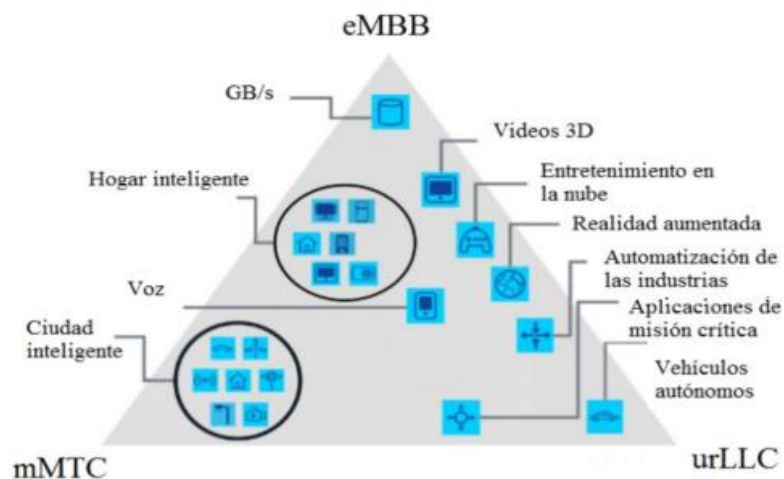 eMBB
GB/s
Videos 3D
Hogar inteligente
Entretenimiento en
la nube
Realidad aumentada
Automatización de
las industrias
Voz
Aplicaciones de
misión crítica
Ciudad
inteligente
Vehículos
autónomos
mMTC
urLLC